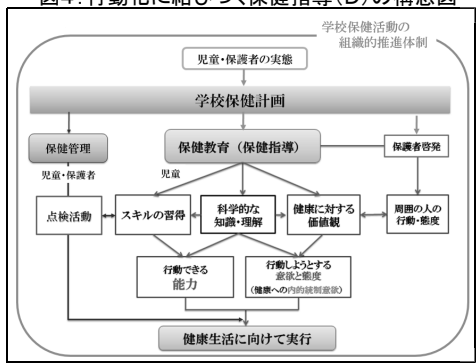 図4:行動化に結びつく保健指導(D)の構想図
学校保健活動の
組織的推進体制
児童・保護者の実態
学校保健計画
保健管理
保健教育(保健指導)
保護者啓発
児童・保護者
児童
点検活動
スキルの習得
科学的な
知識・理解
健康に対する
価値観
周囲の人の
行動・態度
行動できる
能力
行動しようとする
意欲と態度
(健康への内的統制意欲)
健康生活に向けて実行